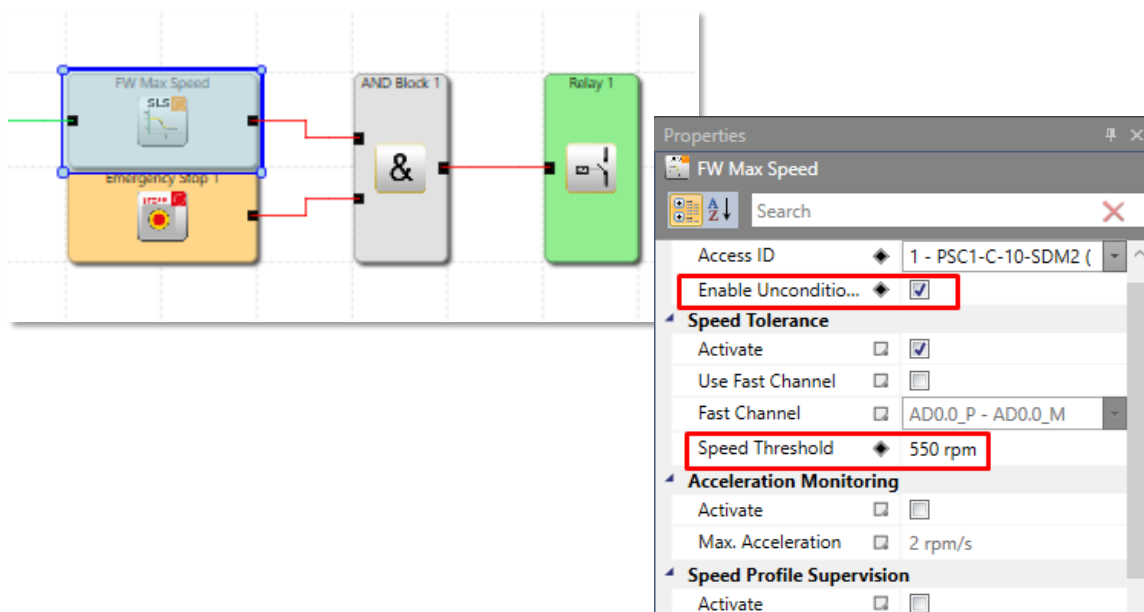 FW Max Speed
SLS
AND Block 1
&
Relay 1
Emergency Stop 1
Properties
FW Max Speed
A
Z
Search
Access ID
1 - PSC1-C-10-SDM2 (
Enable Unconditio...
Speed Tolerance
Activate
Use Fast Channel
Fast Channel
AD0.0_P - AD0.0_M
Speed Threshold
550 rpm
Acceleration Monitoring
Activate
Max. Acceleration
2 rpm/s
Speed Profile Supervision
Activate